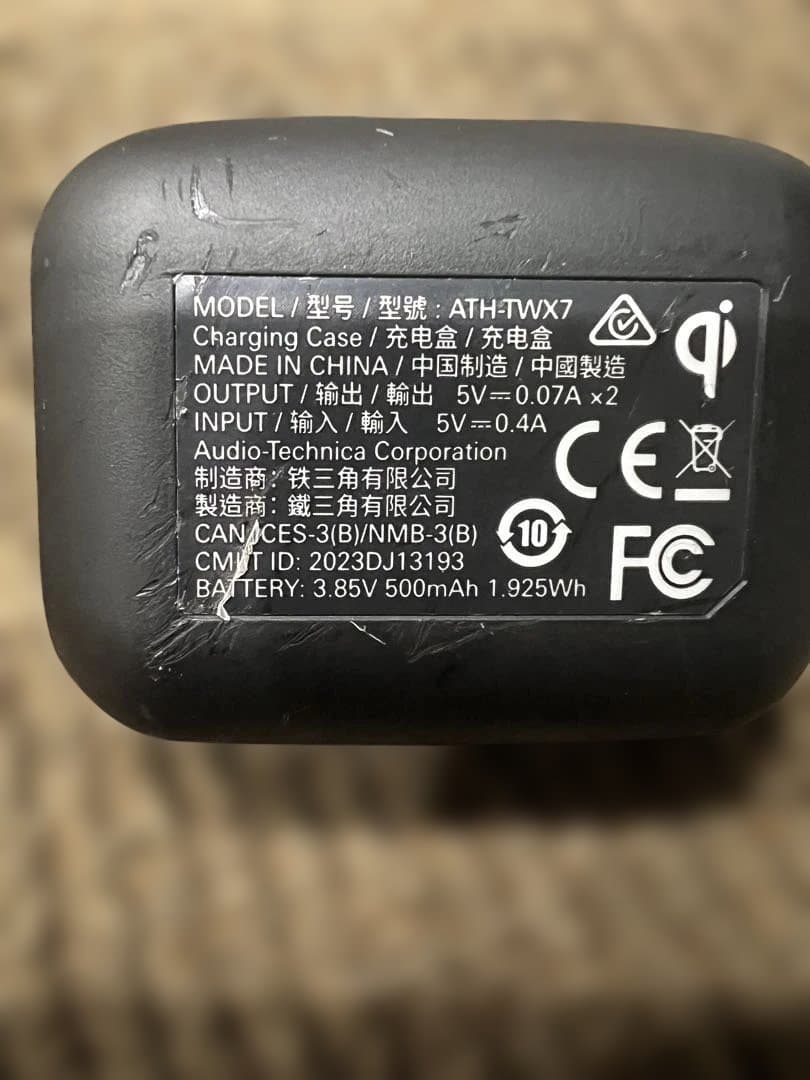 MODEL / 型号 / 型號 : ATH-TWX7
Charging Case / 充电盒 / 充电盒
MADE IN CHINA / 中国制造 / 中國製造
OUTPUT / 输出 / 輸出 5V⎓0.07A ×2
INPUT / 输入 / 輸入 5V⎓0.4A
Audio-Technica Corporation
制造商: 铁三角有限公司
製造商: 鐵三角有限公司
CAN ICES-3(B)/NMB-3(B)
CMIIT ID: 2023DJ13193
BATTERY: 3.85V 500mAh 1.925Wh
qi
CE
10
FC